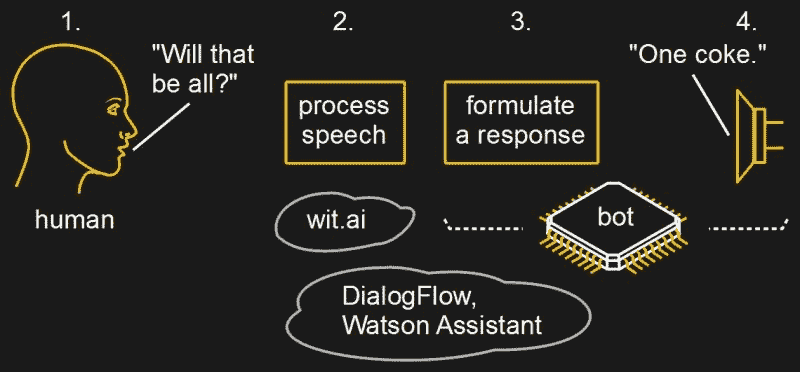 1.
2.
3.
4.
"Will that
be all?"
process
speech
formulate
a response
"One coke."
human
wit.ai
bot
DialogFlow,
Watson Assistant